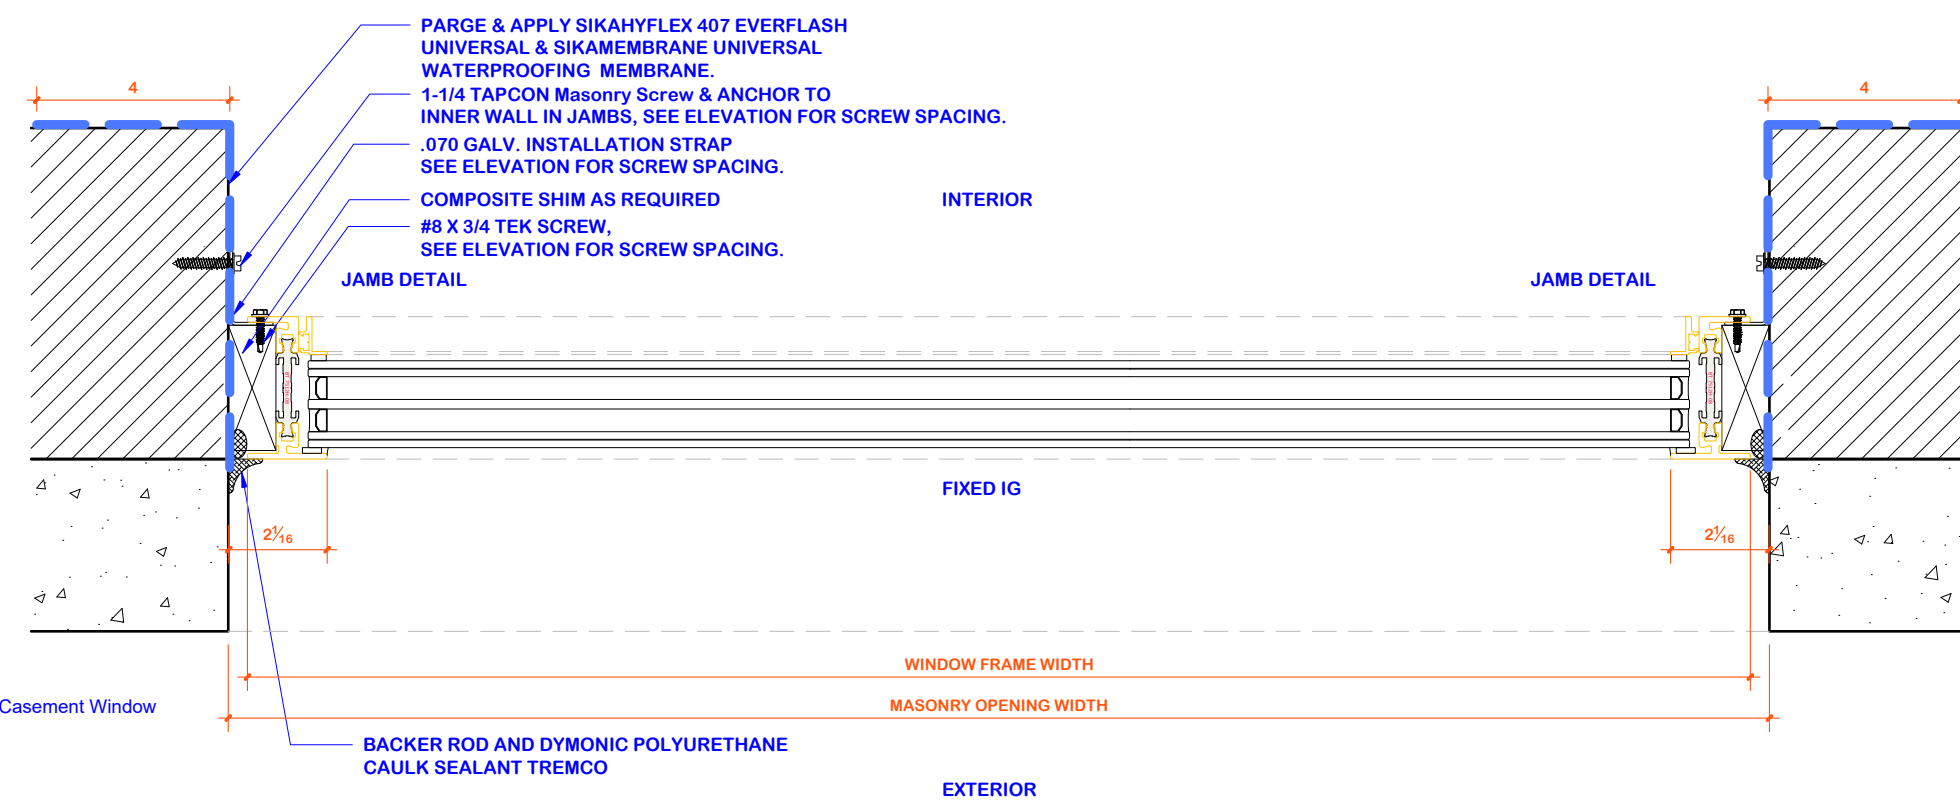 PARGE & APPLY SIKAHYFLEX 407 EVERFLASH
UNIVERSAL & SIKAMEMBRANE UNIVERSAL
WATERPROOFING MEMBRANE.
4
4
1-1/4 TAPCON Masonry Screw & ANCHOR TO
INNER WALL IN JAMBS, SEE ELEVATION FOR SCREW SPACING.
.070 GALV. INSTALLATION STRAP
SEE ELEVATION FOR SCREW SPACING.
COMPOSITE SHIM AS REQUIRED
INTERIOR
#8 X 3/4 TEK SCREW,
SEE ELEVATION FOR SCREW SPACING.
JAMB DETAIL
JAMB DETAIL
FIXED IG
2 1/16
2 1/16
WINDOW FRAME WIDTH
MASONRY OPENING WIDTH
Casement Window
BACKER ROD AND DYMONIC POLYURETHANE
CAULK SEALANT TREMCO
EXTERIOR